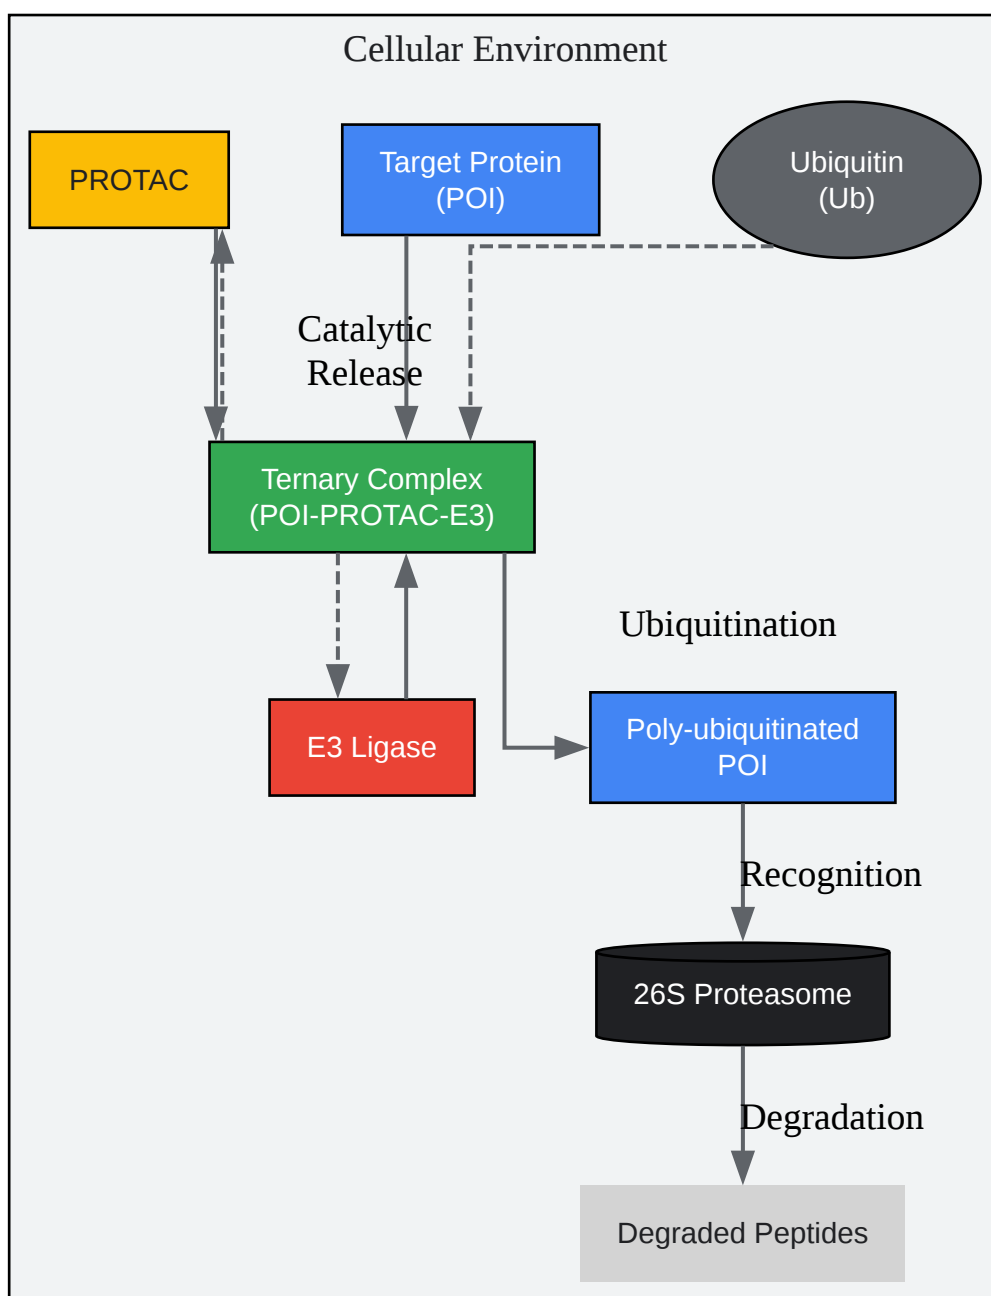 Cellular Environment
PROTAC
Target Protein
(POI)
Ubiquitin
(Ub)
Catalytic
Release
Ternary Complex
(POI-PROTAC-E3)
Ubiquitination
E3 Ligase
Poly-ubiquitinated
POI
Recognition
26S Proteasome
Degradation
Degraded Peptides